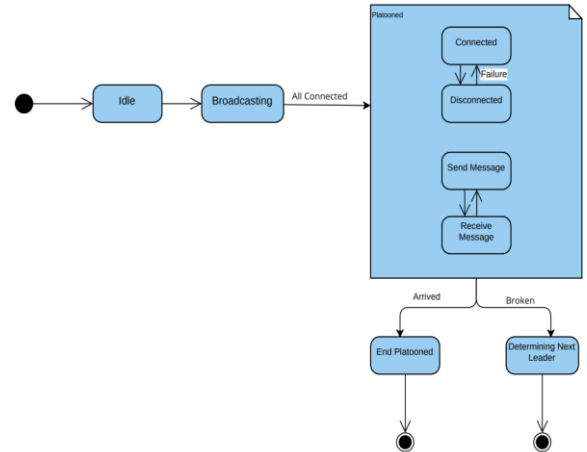 Platooned
Connected
Failure
Disconnected
Idle
Broadcasting
All Connected
Send Message
Receive
Message
Arrived
Broken
End Platooned
Determining Next
Leader